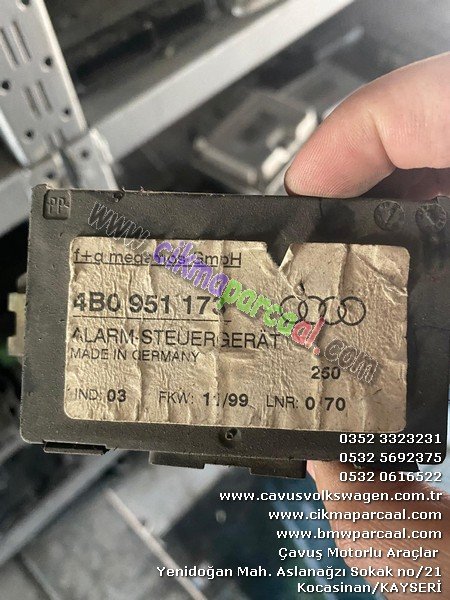 PP
f+g megamos GmbH
4B0 951 173
ALARM-STEUERGERÄT
MADE IN GERMANY
250
IND: 03 FKW: 11/99 LNR: 0 70
www.cikmaparcaal.com
0352 3323231
0532 5692375
0532 0616522
www.cavusvolkswagen.com.tr
www.cikmaparcaal.com
www.bmwparcaal.com
Çavuş Motorlu Araçlar
Yenidoğan Mah. Aslanağzı Sokak no/21
Kocasinan/KAYSERİ